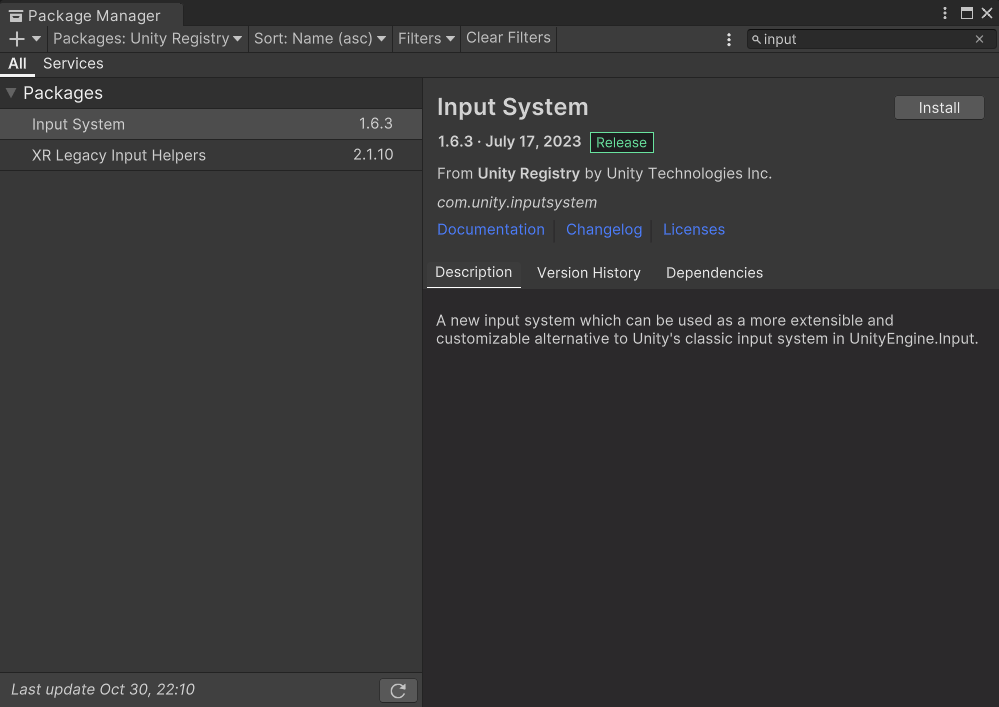 Package Manager
Packages: Unity Registry Sort: Name (asc) Filters Clear Filters input
All Services
Packages
Input System 1.6.3
XR Legacy Input Helpers 2.1.10
Last update Oct 30, 22:10
Input System Install
1.6.3 · July 17, 2023 Release
From Unity Registry by Unity Technologies Inc.
com.unity.inputsystem
Documentation Changelog Licenses
Description Version History Dependencies
A new input system which can be used as a more extensible and
customizable alternative to Unity's classic input system in UnityEngine.Input.